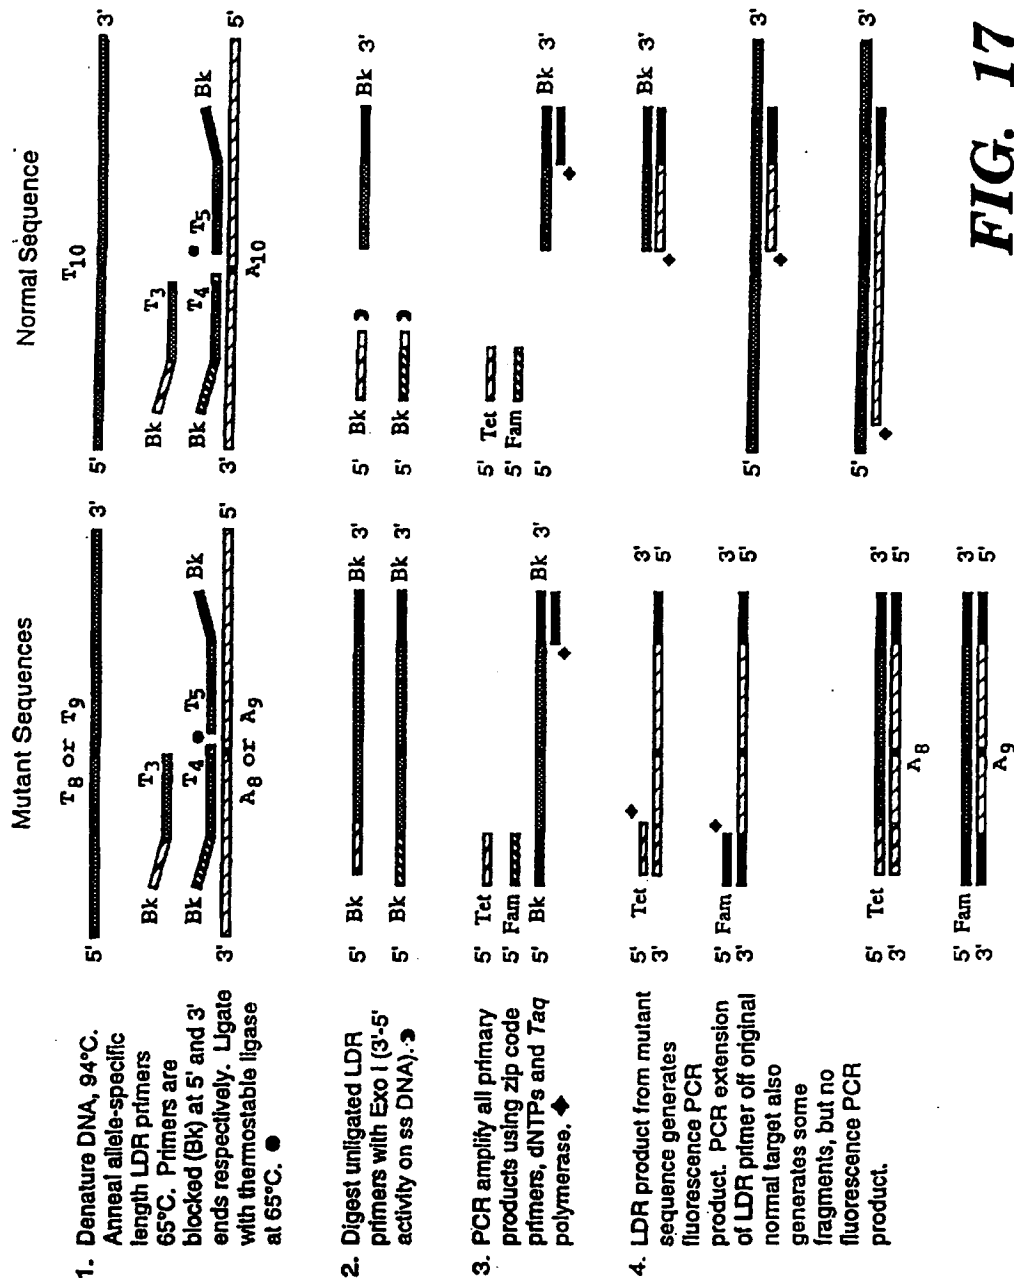 Mutant Sequences
Normal Sequence
1. Denature DNA, 94°C.
Anneal allele-specific
length LDR primers
65°C. Primers are
blocked (Bk) at 5' and 3'
ends respectively. Ligate
with thermostable ligase
at 65°C. ●
5' 3'
T8 or T9
Bk T3
Bk T4 ● T5 Bk
3' 5'
A8 or A9
5' 3'
T10
Bk T3
Bk T4 ● T5 Bk
3' 5'
A10
2. Digest unligated LDR
primers with Exo I (3'-5'
activity on ss DNA).
5' Bk Bk 3'
5' Bk Bk 3'
5' Bk Bk 3'
5' Bk
3. PCR amplify all primary
products using zip code
primers, dNTPs and Taq
polymerase. ◆
5' Tet
5' Fam
5' Bk Bk 3'
5' Tet
5' Fam
5' Bk 3'
4. LDR product from mutant
sequence generates
fluorescence PCR
product. PCR extension
of LDR primer off original
normal target also
generates some
fragments, but no
fluorescence PCR
product.
5' Tet 3'
3' 5'
5' Fam 3'
3' 5'
5' Tet 3'
3' 5'
A8
5' Fam 3'
3' 5'
A9
Bk 3'
5' 3'
5' 3'
FIG. 17